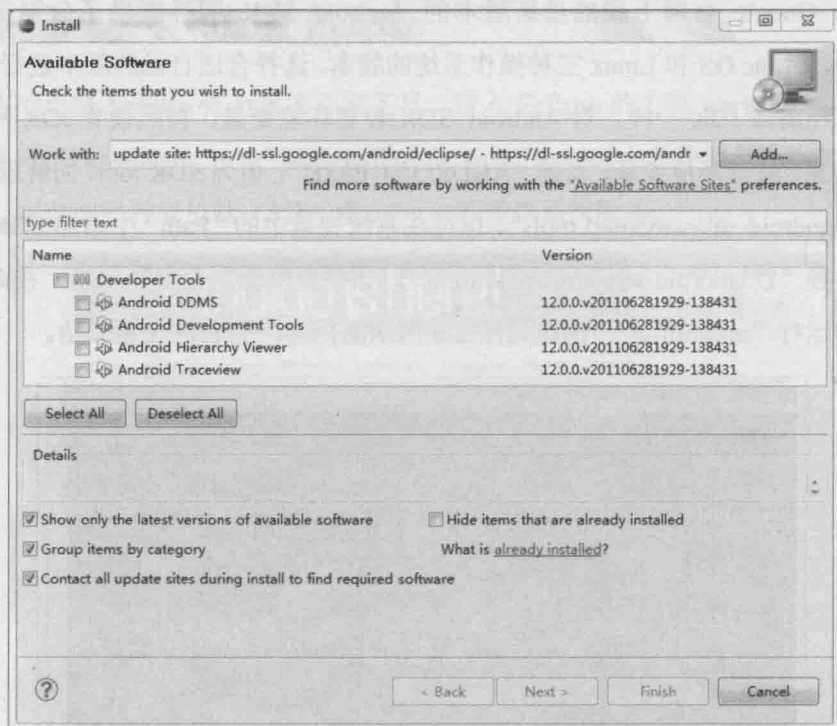 Install
Available Software
Check the items that you wish to install.
Work with: update site: https://dl-ssl.google.com/android/eclipse/ - https://dl-ssl.google.com/andr Add...
Find more software by working with the "Available Software Sites" preferences.
type filter text
Name Version
Developer Tools
Android DDMS 12.0.0.v201106281929-138431
Android Development Tools 12.0.0.v201106281929-138431
Android Hierarchy Viewer 12.0.0.v201106281929-138431
Android Traceview 12.0.0.v201106281929-138431
Select All Deselect All
Details
Show only the latest versions of available software Hide items that are already installed
Group items by category What is already installed?
Contact all update sites during install to find required software
? < Back Next > Finish Cancel